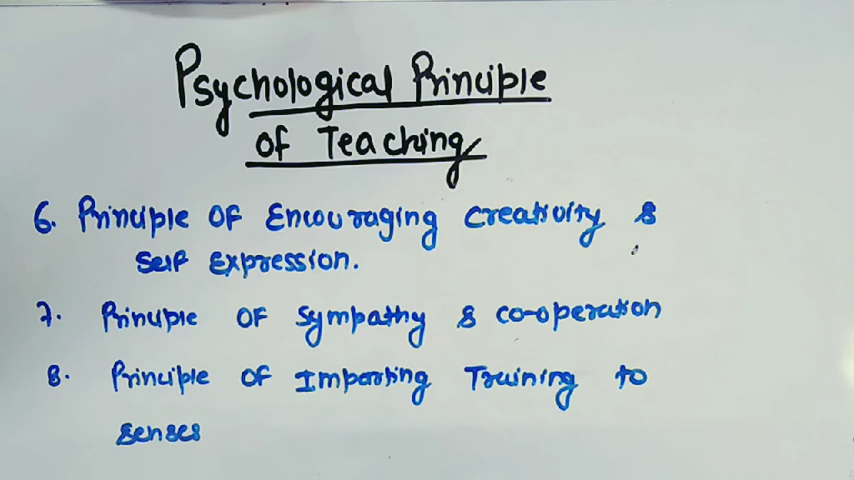 Psychological Principle
of Teaching
6. Principle OF Encouraging Creativity &
Self Expression.
7. Principle OF Sympathy & co-operation
8. Principle OF Imparting Training to
senses